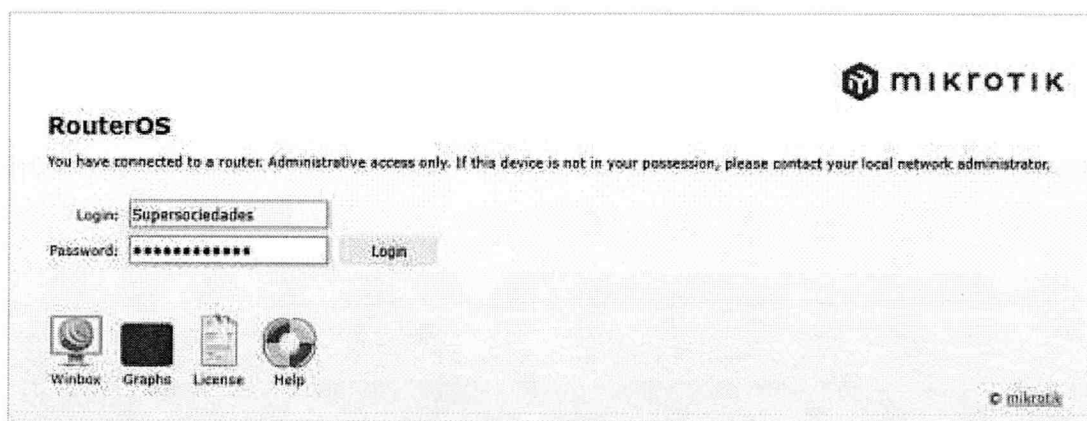 mikrotik
RouterOS
You have connected to a router. Administrative access only. If this device is not in your possession, please contact your local network administrator.
Login: Supersociedades
Password: ************ Login
Winbox Graphs License Help
© mikrotik